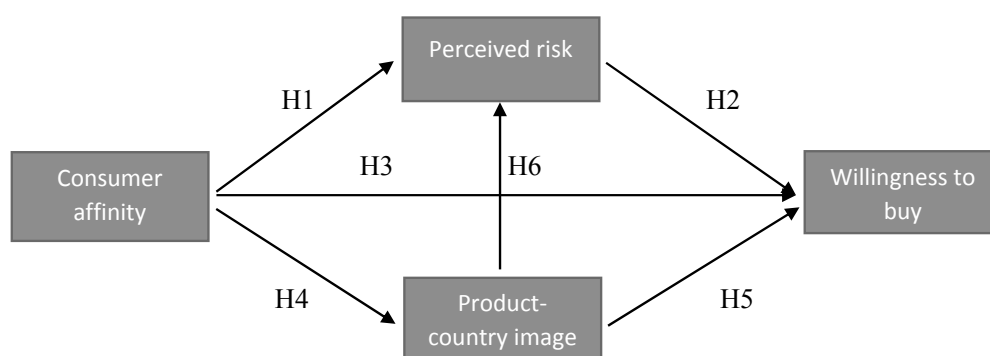 Perceived risk
H1
H2
H3
H6
Consumer
affinity
Willingness to
buy
H4
H5
Product-
country image